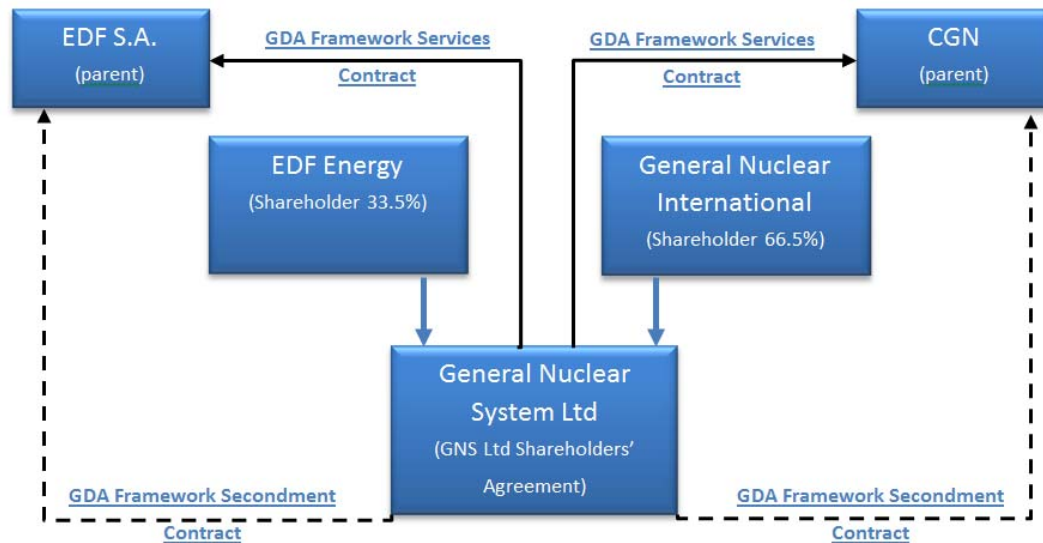 EDF S.A.
(parent)
GDA Framework Services
Contract
GDA Framework Services
Contract
CGN
(parent)
EDF Energy
(Shareholder 33.5%)
General Nuclear
International
(Shareholder 66.5%)
General Nuclear
System Ltd
(GNS Ltd Shareholders’
Agreement)
GDA Framework Secondment
Contract
GDA Framework Secondment
Contract